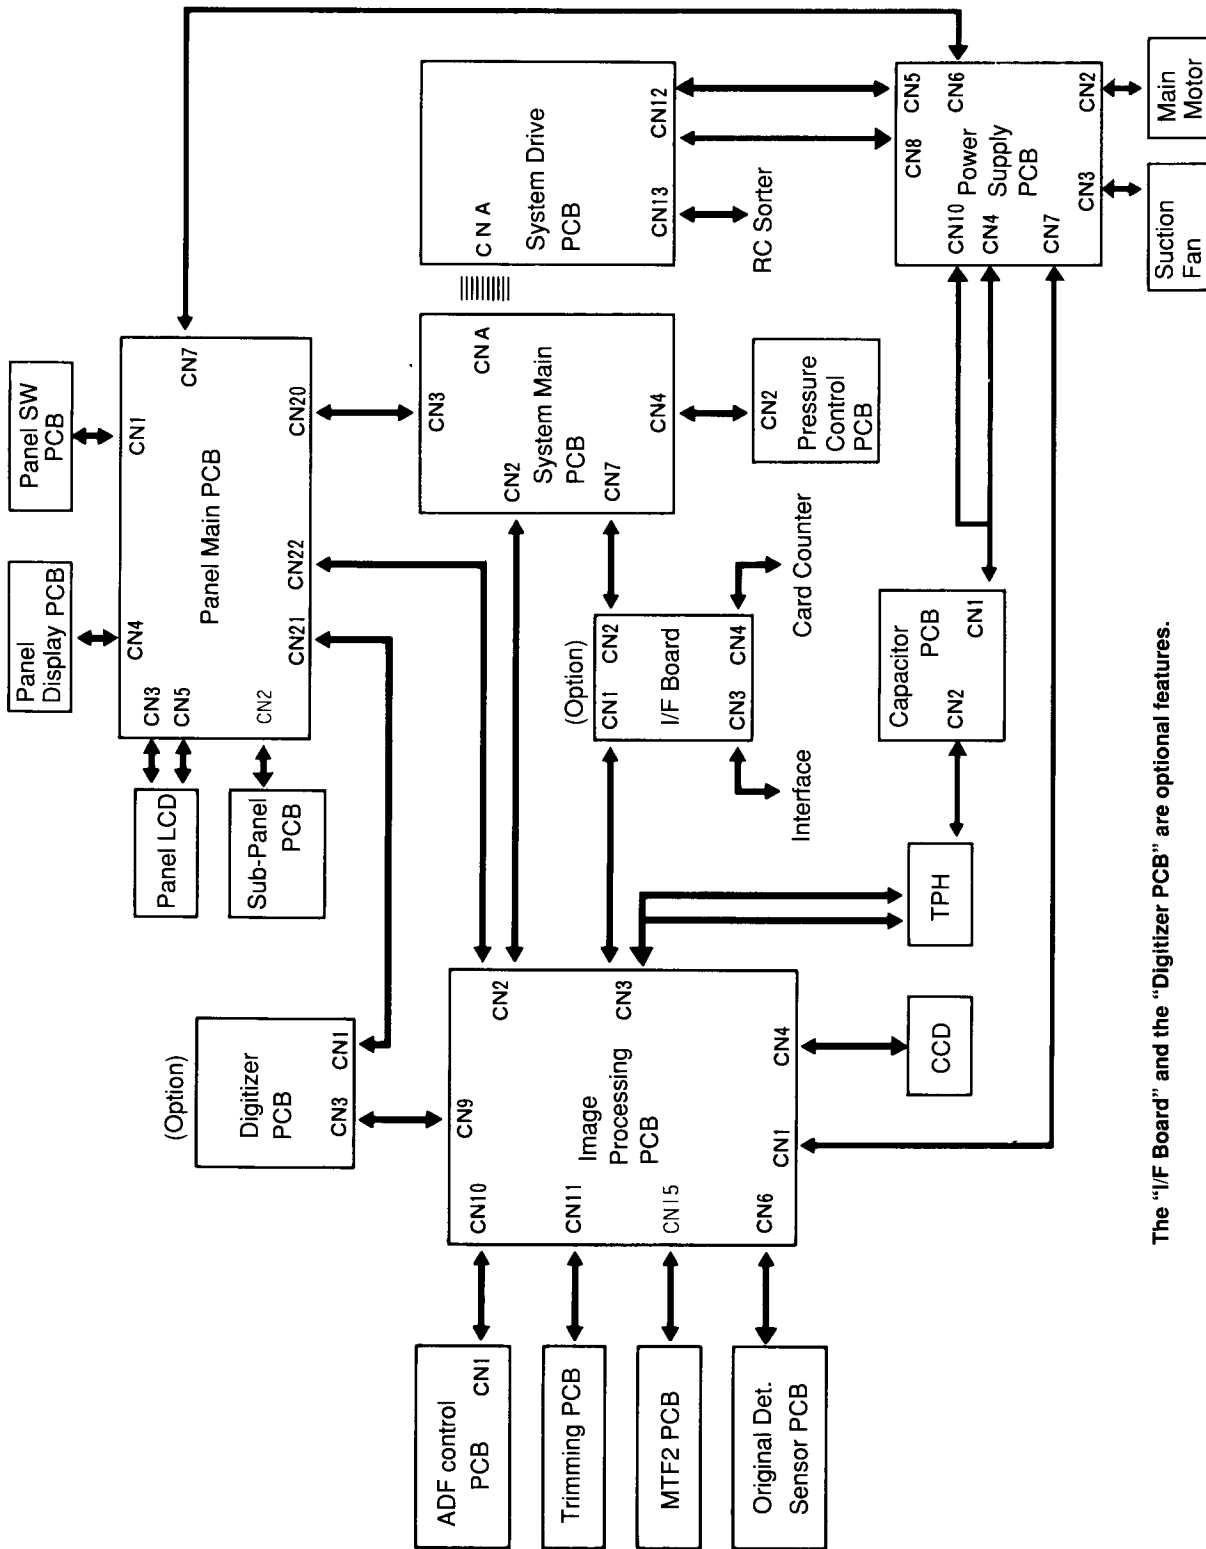 Panel SW
PCB
Panel
Display PCB
Panel LCD
Sub-Panel
PCB
CN1
CN7
CN4
CN3
CN5
CN2
Panel Main PCB
CN20
CN22
CN21
(Option)
Digitizer
PCB
CN1
CN3
C N A
System Drive
PCB
CN12
CN13
RC Sorter
CN A
CN3
System Main
PCB
CN2
CN7
CN4
CN2
Pressure
Control
PCB
(Option)
CN1
CN2
I/F Board
CN3
CN4
Card Counter
Interface
CN5
CN6
CN8
CN10
CN4
CN7
Power
Supply
PCB
CN2
CN3
Main
Motor
Suction
Fan
Capacitor
PCB
CN2
CN1
TPH
CCD
CN2
CN3
CN9
CN10
CN11
CN15
CN6
CN1
CN4
Image
Processing
PCB
ADF control
PCB
CN1
Trimming PCB
MTF2 PCB
Original Det.
Sensor PCB
The “I/F Board” and the “Digitizer PCB” are optional features.